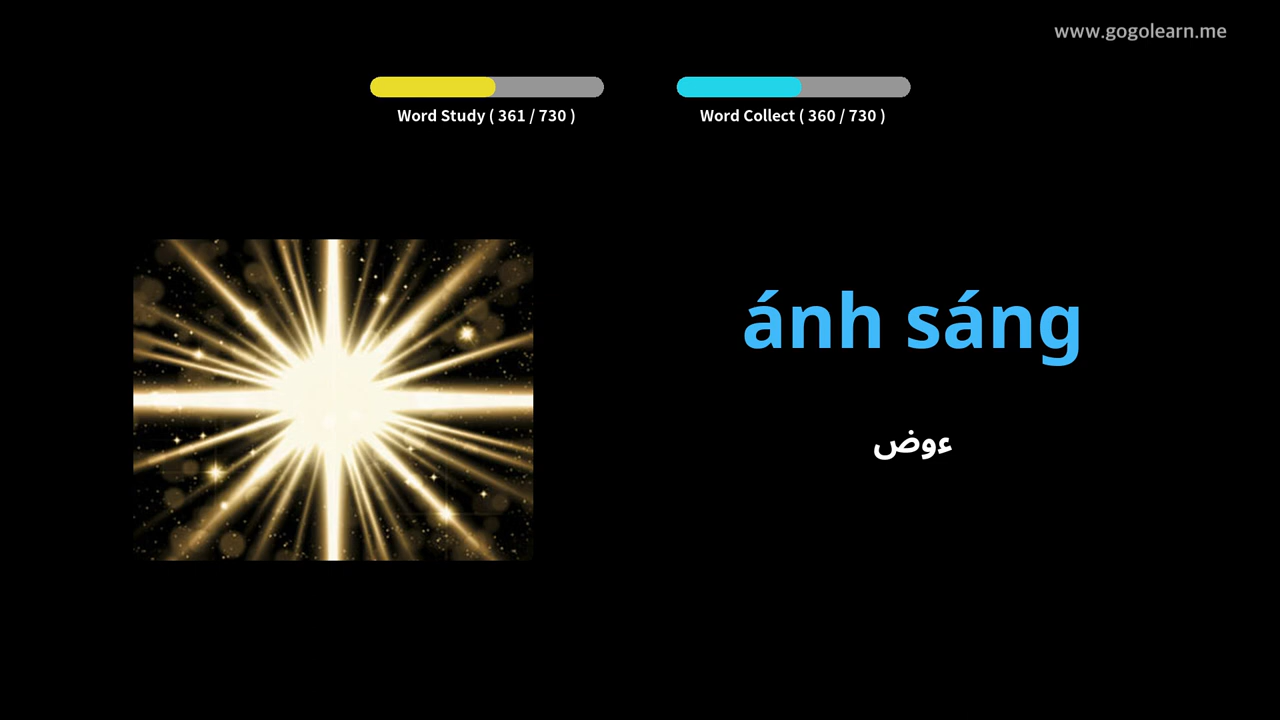 www.gogolearn.me
Word Study ( 361 / 730 )
Word Collect ( 360 / 730 )
ánh sáng
ءوض